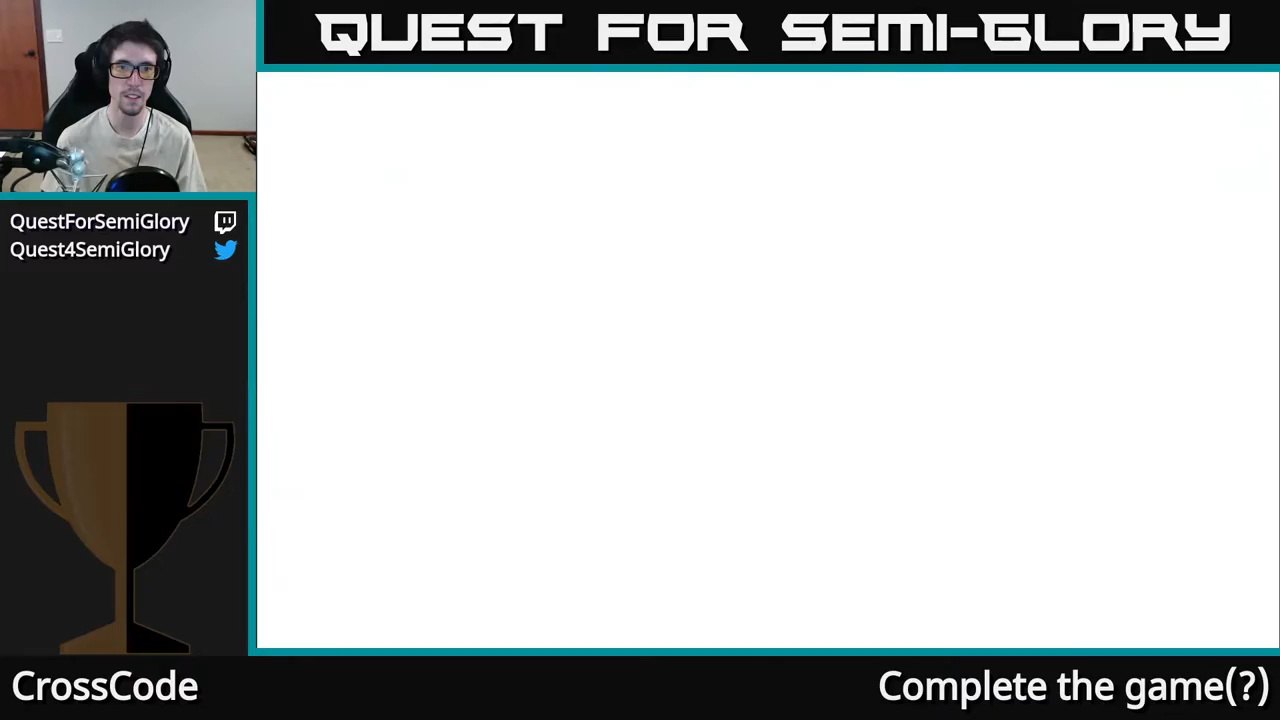 QUEST FOR SEMI-GLORY
QuestForSemiGlory
Quest4SemiGlory
CrossCode
Complete the game(?)